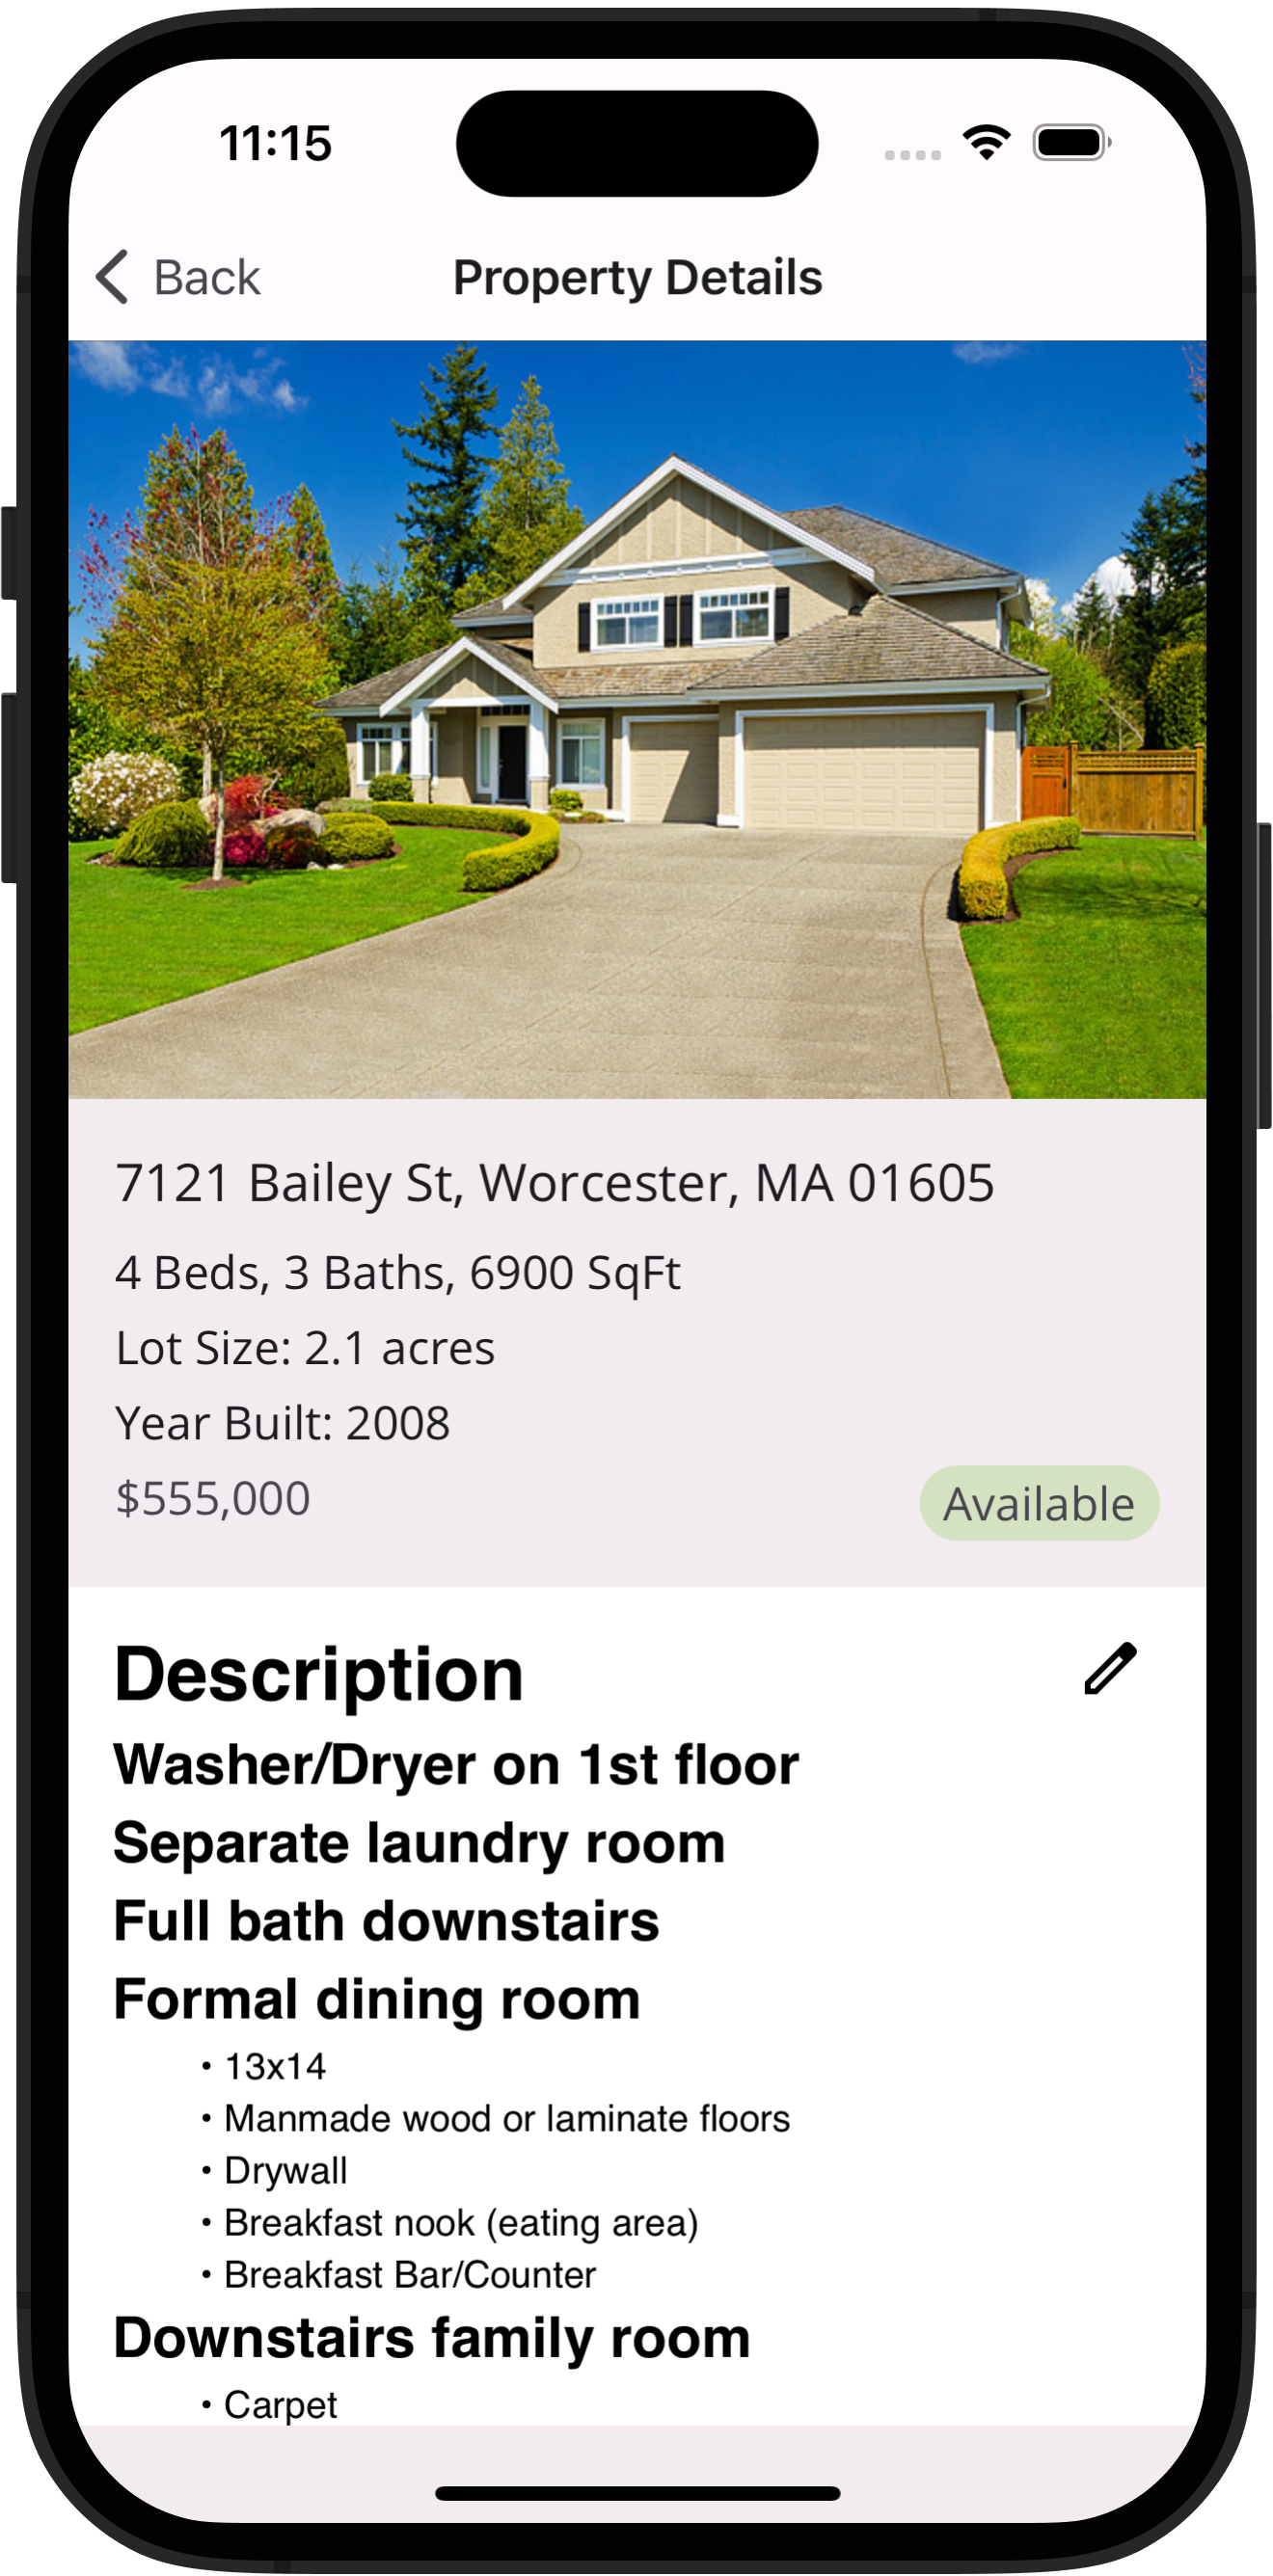 11:15
Back
Property Details
7121 Bailey St, Worcester, MA 01605
4 Beds, 3 Baths, 6900 SqFt
Lot Size: 2.1 acres
Year Built: 2008
$555,000
Available
Description
Washer/Dryer on 1st floor
Separate laundry room
Full bath downstairs
Formal dining room
• 13x14
• Manmade wood or laminate floors
• Drywall
• Breakfast nook (eating area)
• Breakfast Bar/Counter
Downstairs family room
• Carpet